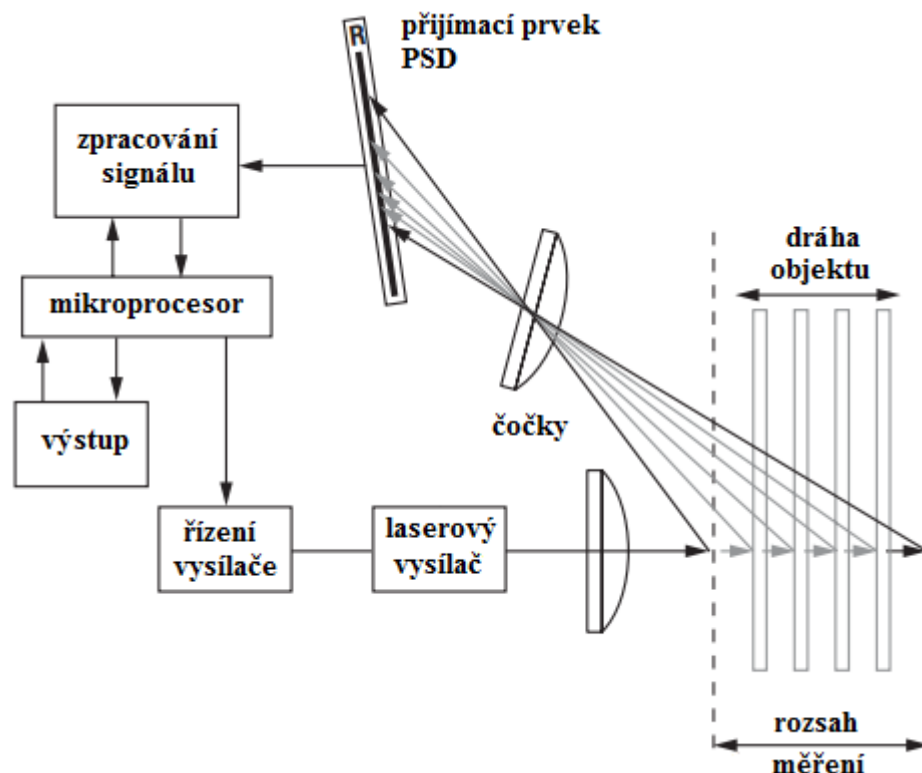 R
přijímací prvek
PSD
zpracování
signálu
dráha
objektu
mikroprocesor
výstup
čočky
řízení
vysílače
laserový
vysílač
rozsah
měření